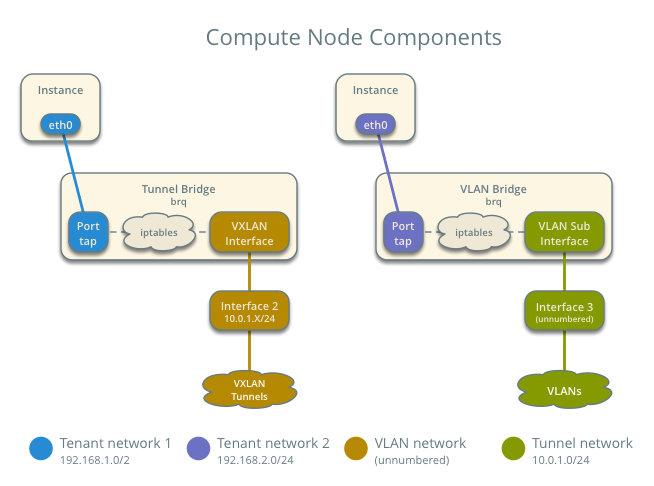 Compute Node Components
Instance
eth0
Instance
eth0
Tunnel Bridge
brq
Port
tap
iptables
VXLAN
Interface
VLAN Bridge
brq
Port
tap
iptables
VLAN Sub
Interface
Interface 2
10.0.1.X/24
Interface 3
(unnumbered)
VXLAN
Tunnels
VLANs
Tenant network 1
192.168.1.0/2
Tenant network 2
192.168.2.0/24
VLAN network
(unnumbered)
Tunnel network
10.0.1.0/24